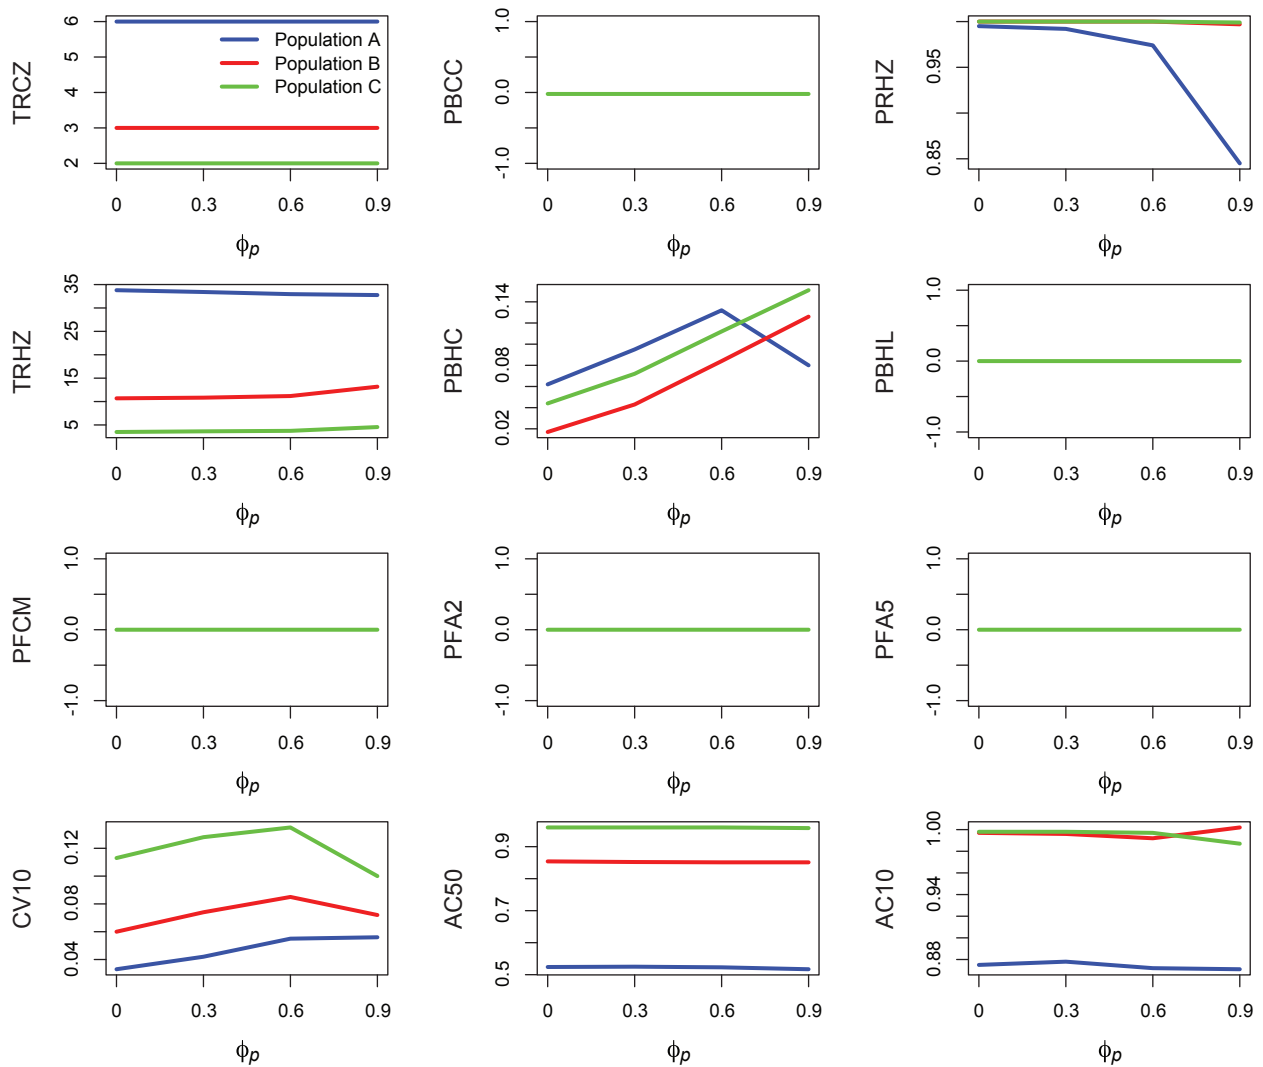 TRCZ
6
5
4
3
2
Population A
Population B
Population C
0 0.3 0.6 0.9
ϕp
PBCC
1.0
0.0
-1.0
0 0.3 0.6 0.9
ϕp
PRHZ
0.95
0.85
0 0.3 0.6 0.9
ϕp
TRHZ
35
25
15
5
0 0.3 0.6 0.9
ϕp
PBHC
0.14
0.08
0.02
0 0.3 0.6 0.9
ϕp
PBHL
1.0
0.0
-1.0
0 0.3 0.6 0.9
ϕp
PFCM
1.0
0.0
-1.0
0 0.3 0.6 0.9
ϕp
PFA2
1.0
0.0
-1.0
0 0.3 0.6 0.9
ϕp
PFA5
1.0
0.0
-1.0
0 0.3 0.6 0.9
ϕp
CV10
0.12
0.08
0.04
0 0.3 0.6 0.9
ϕp
AC50
0.9
0.7
0.5
0 0.3 0.6 0.9
ϕp
AC10
1.00
0.94
0.88
0 0.3 0.6 0.9
ϕp